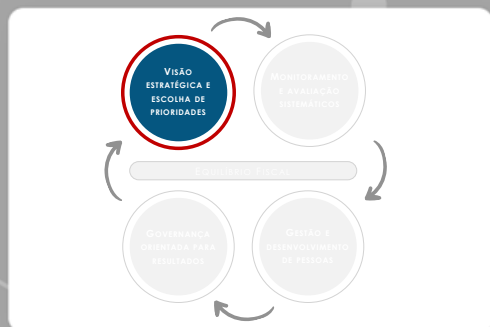 VISÃO
ESTRATÉGICA E
ESCOLHA DE
PRIORIDADES
MONITORAMENTO
E AVALIAÇÃO
SISTEMÁTICOS
EQUILÍBRIO FISCAL
GOVERNANÇA
ORIENTADA PARA
RESULTADOS
GESTÃO E
DESENVOLVIMENTO
DE PESSOAS